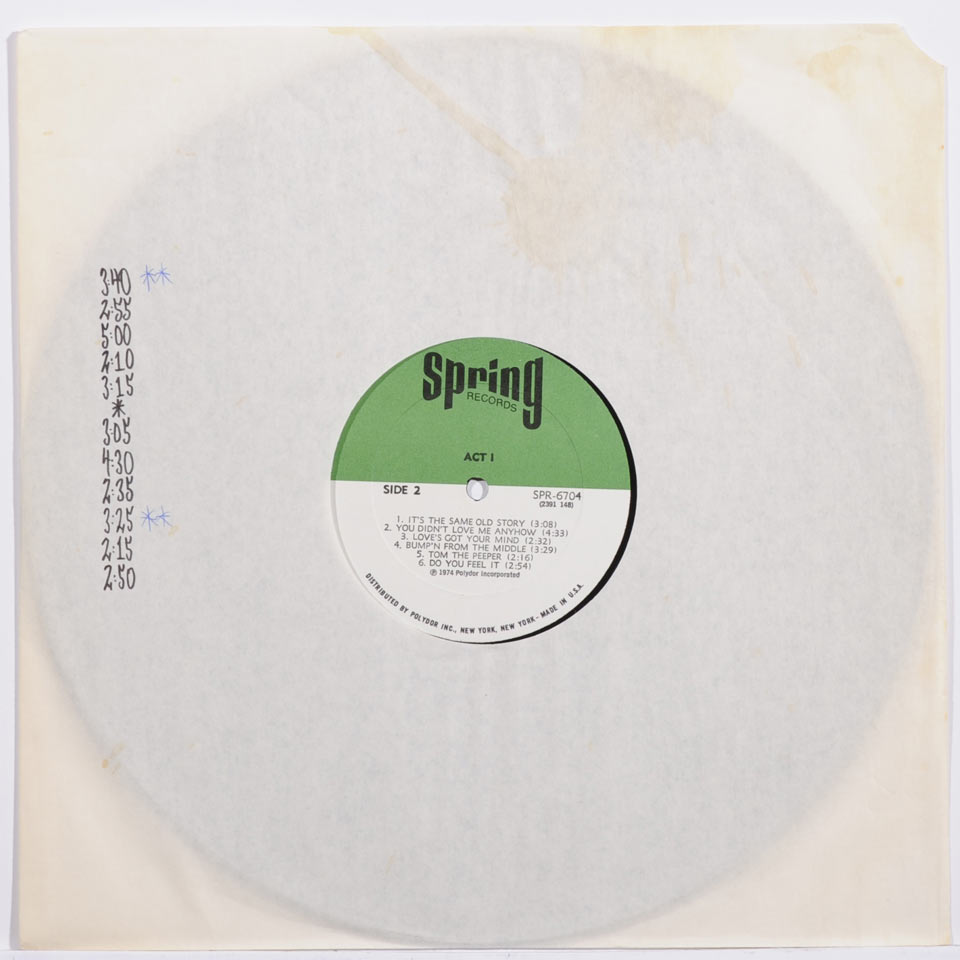 3:40 **
2:55
5:00
2:10
3:15
*
3:05
4:30
2:35
3:25 **
2:15
2:50
Spring
RECORDS
ACT I
SIDE 2
SPR-6704
(2391 148)
1. IT'S THE SAME OLD STORY (3:08)
2. YOU DIDN'T LOVE ME ANYHOW (4:33)
3. LOVE'S GOT YOUR MIND (2:32)
4. BUMP'N FROM THE MIDDLE (3:29)
5. TOM THE PEEPER (2:16)
6. DO YOU FEEL IT (2:54)
℗ 1974 Polydor Incorporated
DISTRIBUTED BY POLYDOR INC., NEW YORK, NEW YORK - MADE IN U.S.A.